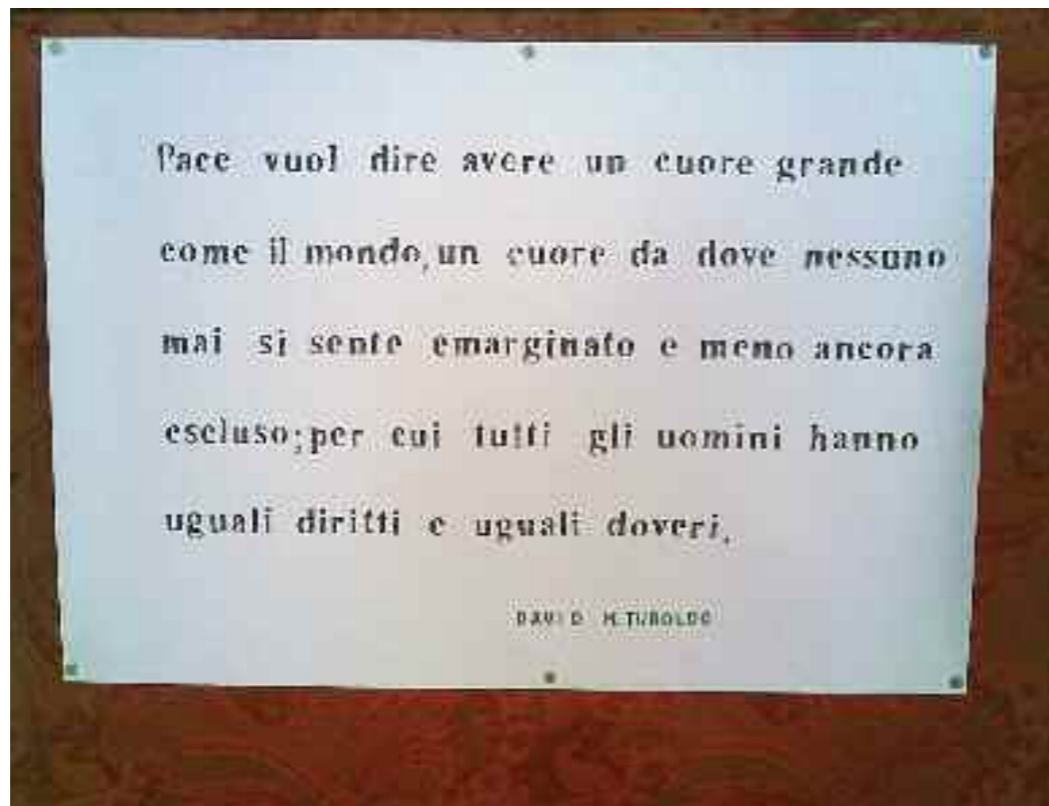 Pace vuol dire avere un cuore grande
come il mondo, un cuore da dove nessuno
mai si sente emarginato e meno ancora
escluso; per cui tutti gli uomini hanno
uguali diritti e uguali doveri.
DAVID M. TUROLDO